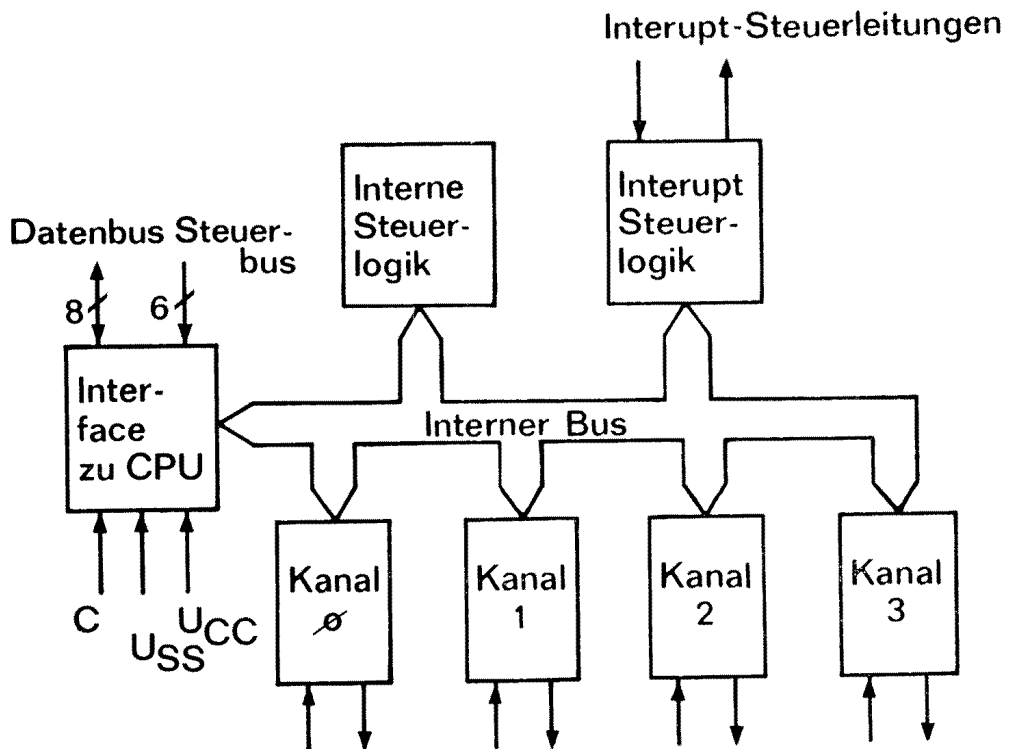 Interupt-Steuerleitungen
Interne
Steuer-
logik
Interupt
Steuer-
logik
Datenbus Steuer-
bus
8
6
Inter-
face
zu CPU
Interner Bus
C
USS
UCC
Kanal
Ø
Kanal
1
Kanal
2
Kanal
3